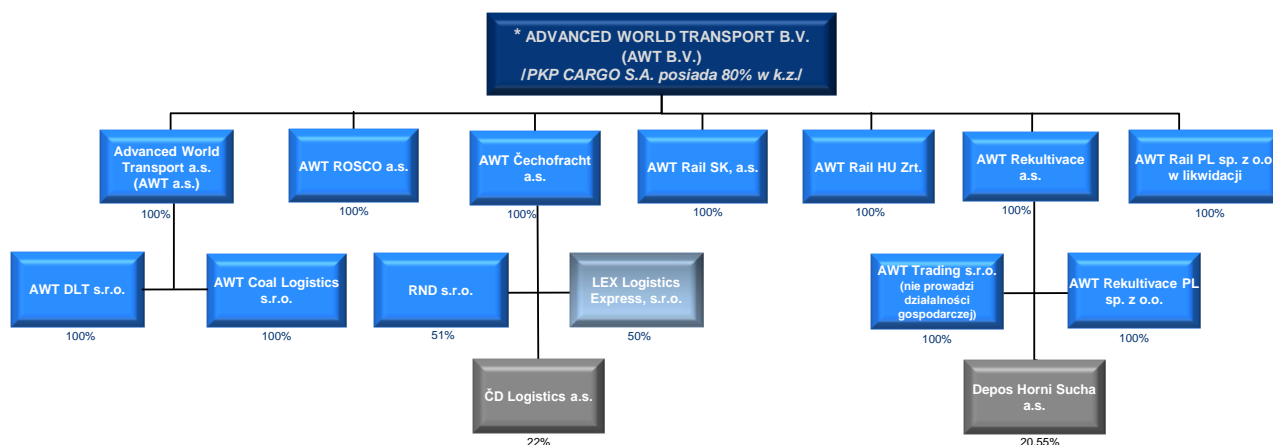 * ADVANCED WORLD TRANSPORT B.V.
(AWT B.V.)
/PKP CARGO S.A. posiada 80% w k.z./
Advanced World
Transport a.s.
(AWT a.s.)
100%
AWT ROSCO a.s.
100%
AWT Čechofracht
a.s.
100%
AWT Rail SK, a.s.
100%
AWT Rail HU Zrt.
100%
AWT Rekultivace
a.s.
100%
AWT Rail PL sp. z o.o.
w likwidacji
100%
AWT DLT s.r.o.
100%
AWT Coal Logistics
s.r.o.
100%
RND s.r.o.
51%
LEX Logistics
Express, s.r.o.
50%
AWT Trading s.r.o.
(nie prowadzi
działalności
gospodarczej)
100%
AWT Rekultivace PL
sp. z o.o.
100%
ČD Logistics a.s.
22%
Depos Horni Sucha
a.s.
20,55%